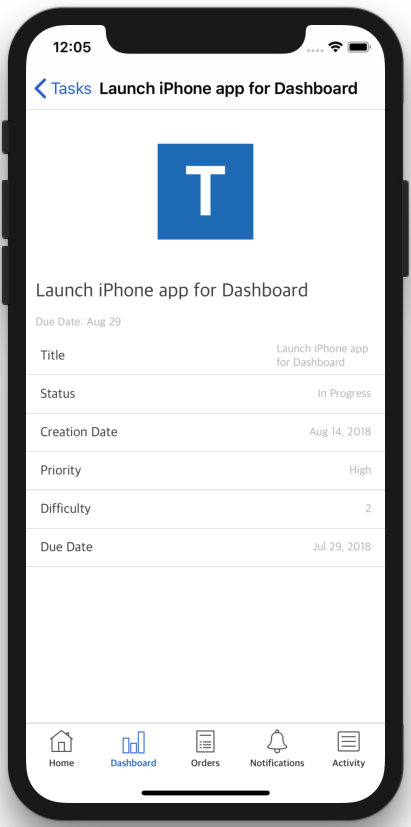 12:05
Tasks Launch iPhone app for Dashboard
T
Launch iPhone app for Dashboard
Due Date: Aug 29
Title Launch iPhone app
for Dashboard
Status In Progress
Creation Date Aug 14, 2018
Priority High
Difficulty 2
Due Date Jul 29, 2018
Home Dashboard Orders Notifications Activity